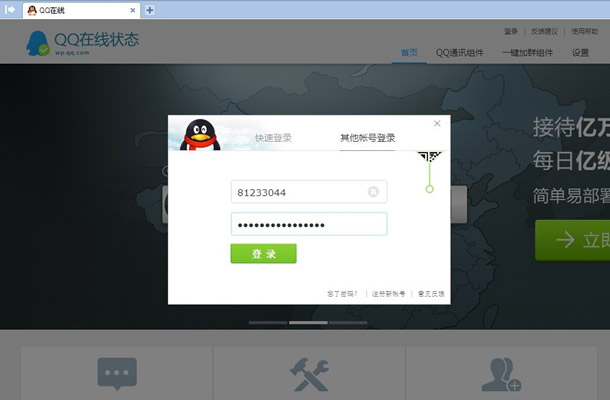 QQ在线
QQ在线状态
wp.qq.com
登录 | 反馈建议 | 使用帮助
首页 QQ通讯组件 一键加群组件 设置
快速登录 其他帐号登录
接待亿万
每日亿级
81233044
简单易部署
登 录
立即
忘了密码? | 注册新帐号 | 意见反馈